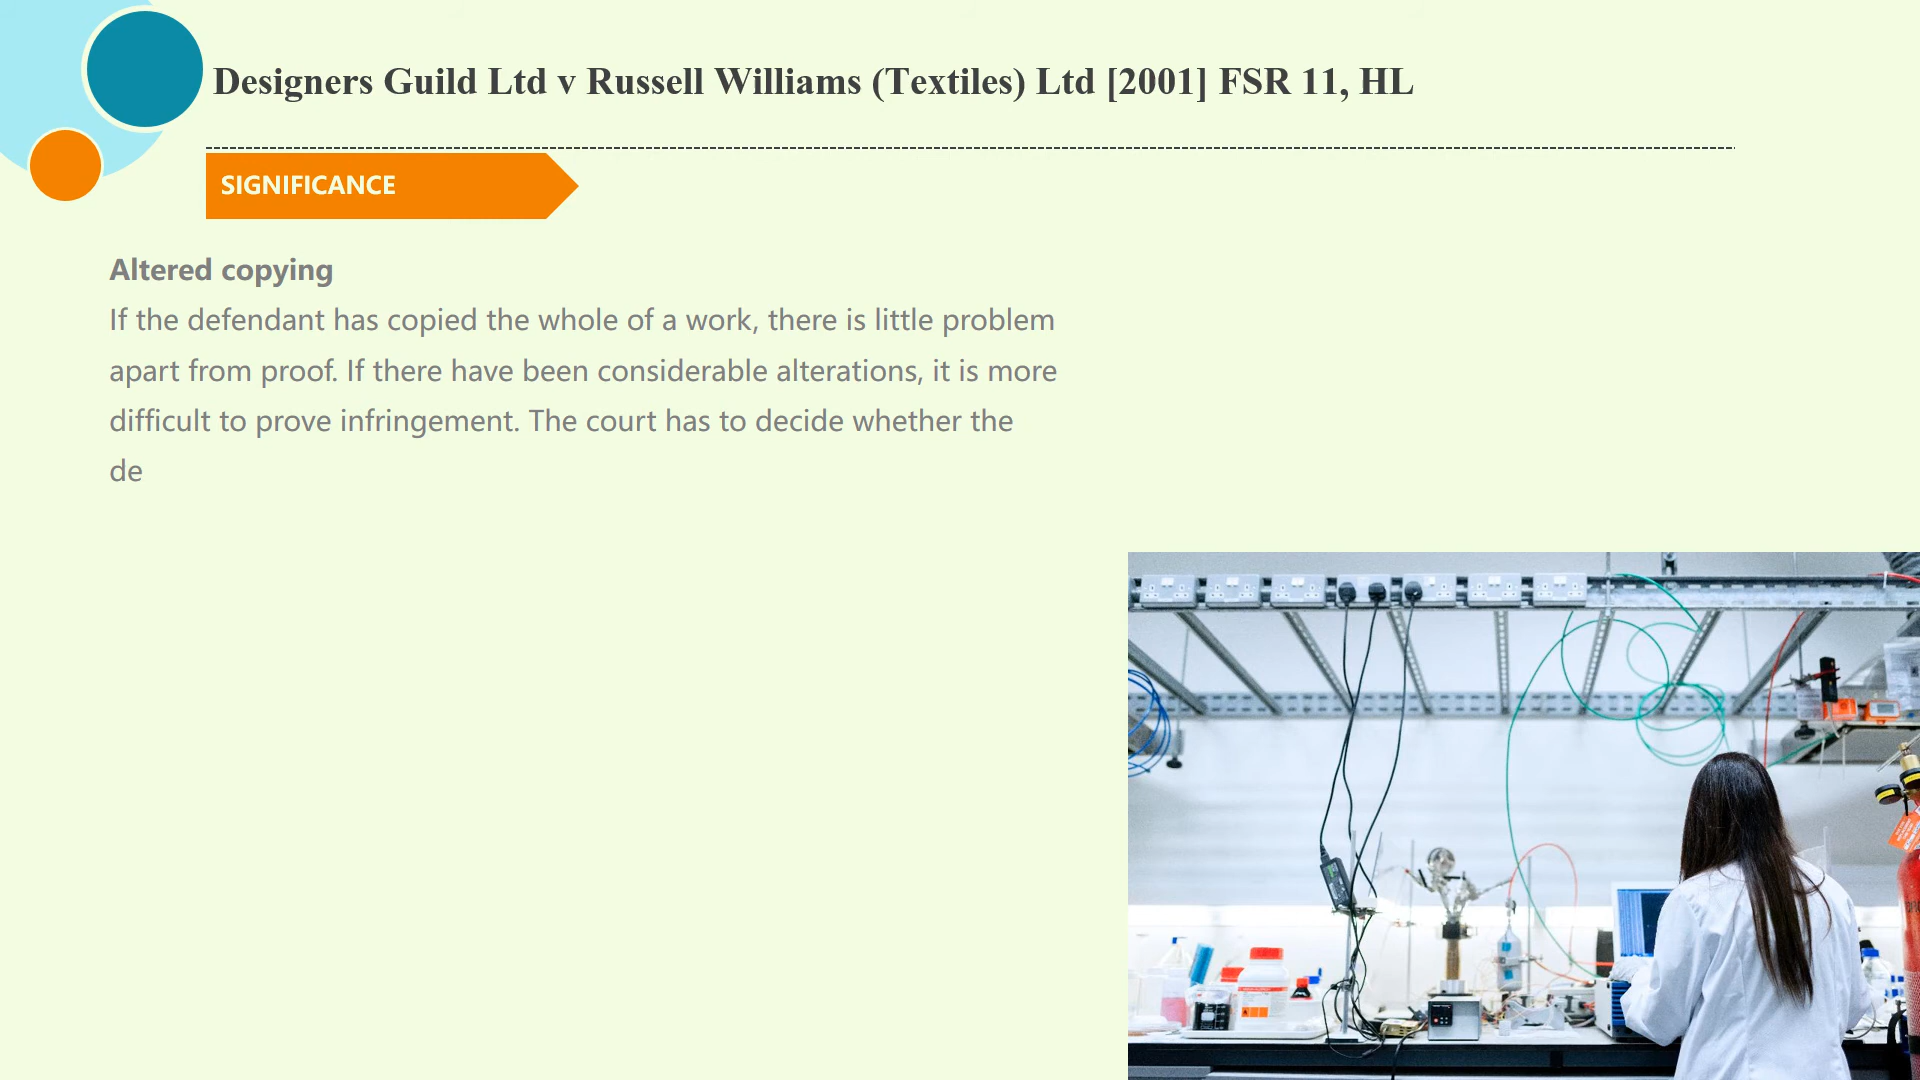 Designers Guild Ltd v Russell Williams (Textiles) Ltd [2001] FSR 11, HL
SIGNIFICANCE
Altered copying
If the defendant has copied the whole of a work, there is little problem
apart from proof. If there have been considerable alterations, it is more
difficult to prove infringement. The court has to decide whether the
de